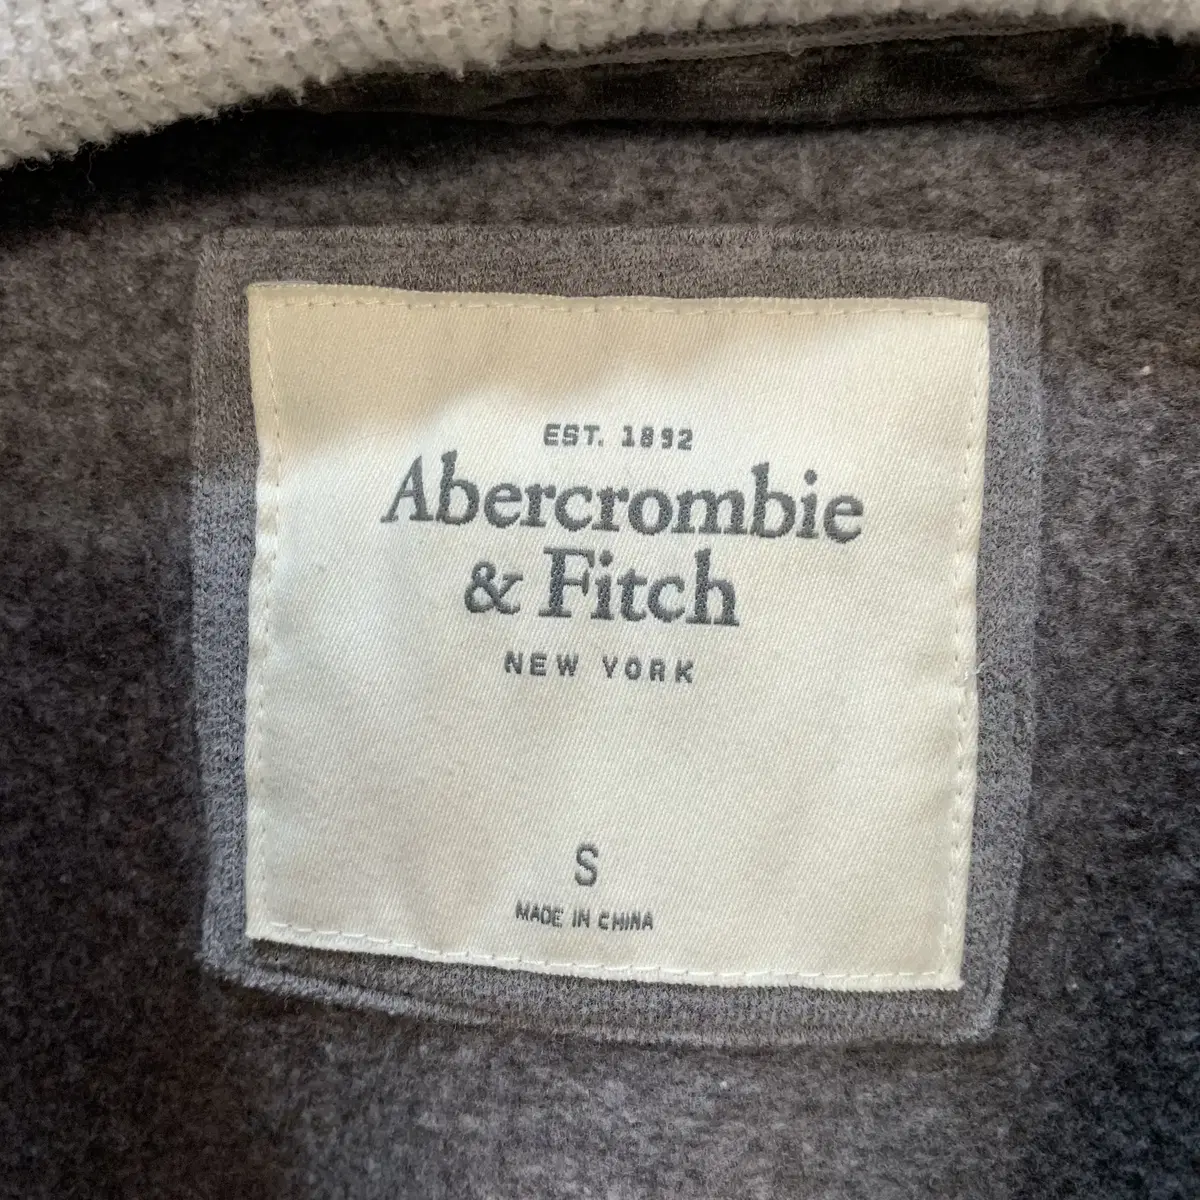 EST. 1892
Abercrombie
& Fitch
NEW YORK
S
MADE IN CHINA